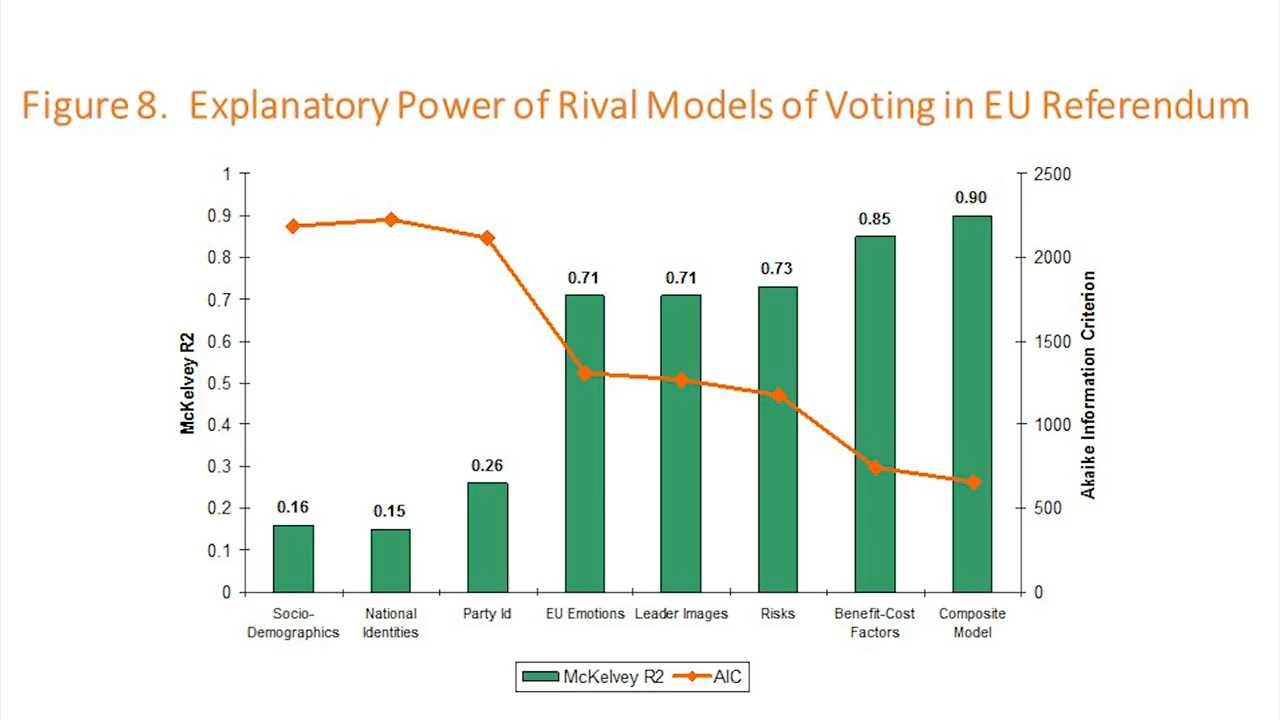 Figure 8. Explanatory Power of Rival Models of Voting in EU Referendum
1
0.9
0.8
0.7
0.6
0.5
0.4
0.3
0.2
0.1
0
McKelvey R2
0.16
0.15
0.26
0.71
0.71
0.73
0.85
0.90
2500
2000
1500
1000
500
0
Akaike Information Criterion
Socio-
Demographics
National
Identities
Party Id
EU Emotions
Leader Images
Risks
Benefit-Cost
Factors
Composite
Model
McKelvey R2 AIC